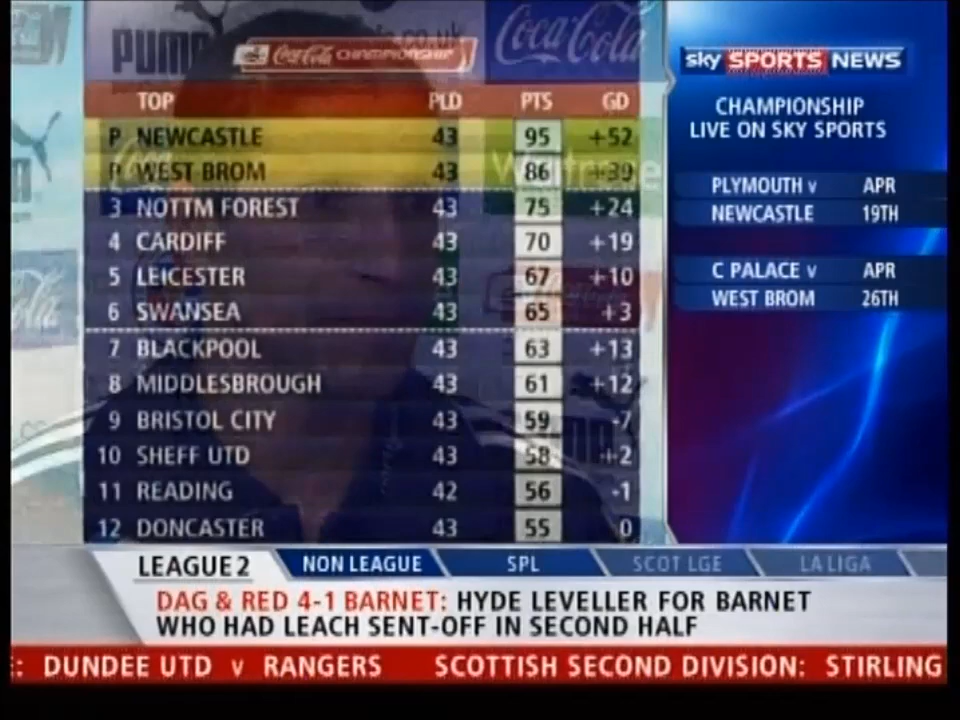 PUMA
Coca-Cola
Coca-Cola CHAMPIONSHIP
TOP PLD PTS GD
P NEWCASTLE 43 95 +52
P WEST BROM 43 86 +39
3 NOTTM FOREST 43 75 +24
4 CARDIFF 43 70 +19
5 LEICESTER 43 67 +10
6 SWANSEA 43 65 +3
7 BLACKPOOL 43 63 +13
8 MIDDLESBROUGH 43 61 +12
9 BRISTOL CITY 43 59 -7
10 SHEFF UTD 43 58 +2
11 READING 42 56 -1
12 DONCASTER 43 55 0
sky SPORTS NEWS
CHAMPIONSHIP
LIVE ON SKY SPORTS
PLYMOUTH v APR
NEWCASTLE 19TH
C PALACE v APR
WEST BROM 26TH
LEAGUE 2 NON LEAGUE SPL SCOT LGE LA LIGA
DAG & RED 4-1 BARNET: HYDE LEVELLER FOR BARNET
WHO HAD LEACH SENT-OFF IN SECOND HALF
: DUNDEE UTD v RANGERS SCOTTISH SECOND DIVISION: STIRLING